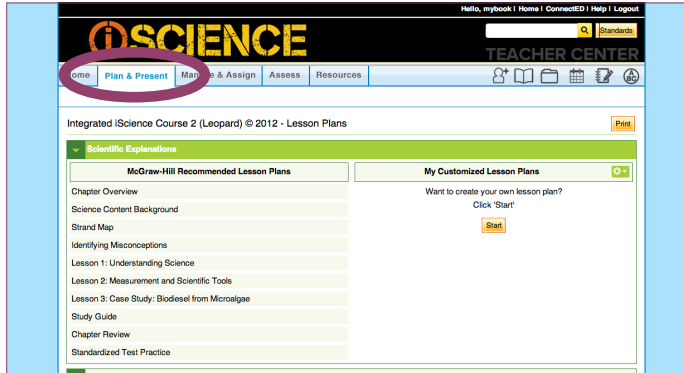 Hello, mybook | Home | ConnectED | Help | Logout
iSCIENCE
Standards
TEACHER CENTER
ome Plan & Present Man e & Assign Assess Resources
ABC
Integrated iScience Course 2 (Leopard) © 2012 - Lesson Plans
Print
Scientific Explanations
McGraw-Hill Recommended Lesson Plans
My Customized Lesson Plans
Chapter Overview
Want to create your own lesson plan?
Science Content Background
Click 'Start'
Strand Map
Start
Identifying Misconceptions
Lesson 1: Understanding Science
Lesson 2: Measurement and Scientific Tools
Lesson 3: Case Study: Biodiesel from Microalgae
Study Guide
Chapter Review
Standardized Test Practice